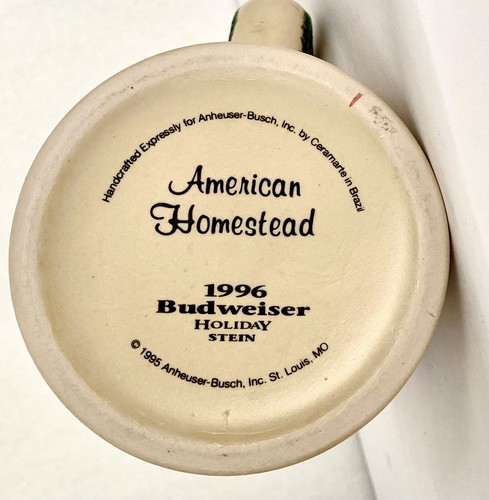 Handcrafted Expressly for Anheuser-Busch, Inc. by Ceramarte in Brazil
American
Homestead
1996
Budweiser
HOLIDAY
STEIN
© 1995 Anheuser-Busch, Inc. St. Louis, MO